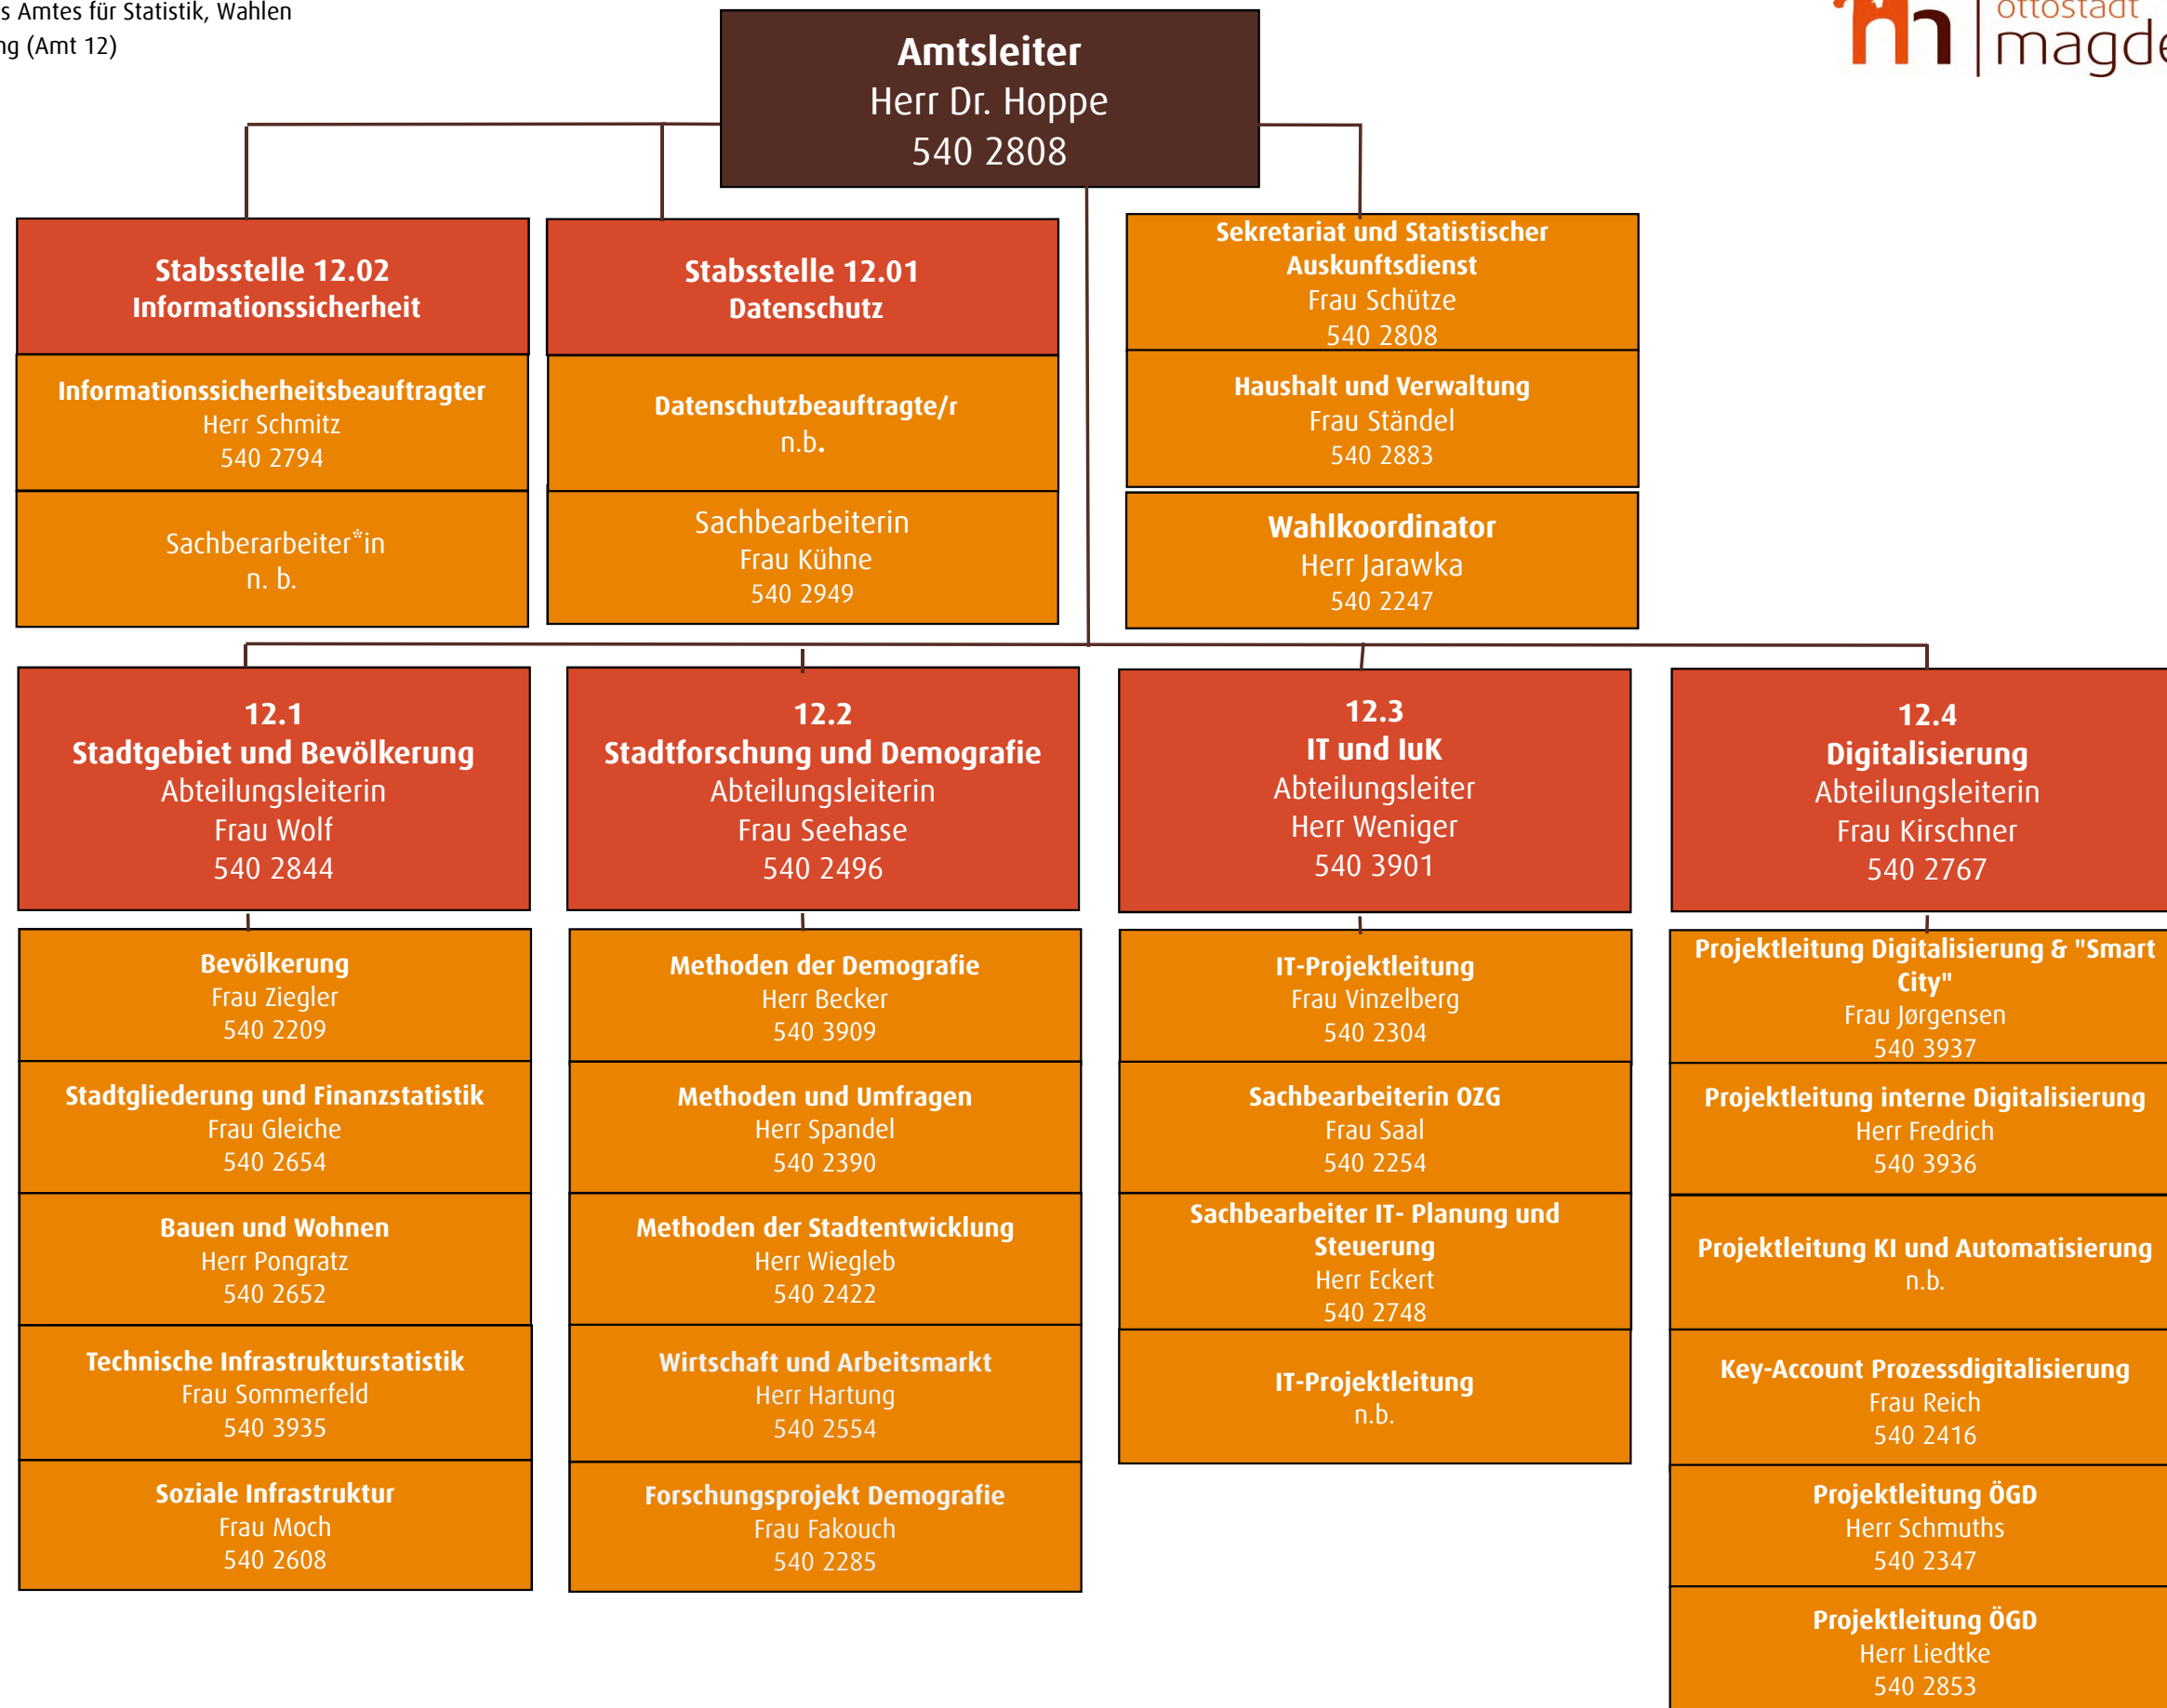 s Amtes für Statistik, Wahlen
ng (Amt 12)
ottostadt
magde
Amtsleiter
Herr Dr. Hoppe
540 2808
Stabsstelle 12.02
Informationssicherheit
Informationssicherheitsbeauftragter
Herr Schmitz
540 2794
Sachberarbeiter*in
n. b.
Stabsstelle 12.01
Datenschutz
Datenschutzbeauftragte/r
n.b.
Sachbearbeiterin
Frau Kühne
540 2949
Sekretariat und Statistischer
Auskunftsdienst
Frau Schütze
540 2808
Haushalt und Verwaltung
Frau Ständel
540 2883
Wahlkoordinator
Herr Jarawka
540 2247
12.1
Stadtgebiet und Bevölkerung
Abteilungsleiterin
Frau Wolf
540 2844
Bevölkerung
Frau Ziegler
540 2209
Stadtgliederung und Finanzstatistik
Frau Gleiche
540 2654
Bauen und Wohnen
Herr Pongratz
540 2652
Technische Infrastrukturstatistik
Frau Sommerfeld
540 3935
Soziale Infrastruktur
Frau Moch
540 2608
12.2
Stadtforschung und Demografie
Abteilungsleiterin
Frau Seehase
540 2496
Methoden der Demografie
Herr Becker
540 3909
Methoden und Umfragen
Herr Spandel
540 2390
Methoden der Stadtentwicklung
Herr Wiegleb
540 2422
Wirtschaft und Arbeitsmarkt
Herr Hartung
540 2554
Forschungsprojekt Demografie
Frau Fakouch
540 2285
12.3
IT und IuK
Abteilungsleiter
Herr Weniger
540 3901
IT-Projektleitung
Frau Vinzelberg
540 2304
Sachbearbeiterin OZG
Frau Saal
540 2254
Sachbearbeiter IT- Planung und
Steuerung
Herr Eckert
540 2748
IT-Projektleitung
n.b.
12.4
Digitalisierung
Abteilungsleiterin
Frau Kirschner
540 2767
Projektleitung Digitalisierung & "Smart
City"
Frau Jørgensen
540 3937
Projektleitung interne Digitalisierung
Herr Fredrich
540 3936
Projektleitung KI und Automatisierung
n.b.
Key-Account Prozessdigitalisierung
Frau Reich
540 2416
Projektleitung ÖGD
Herr Schmuths
540 2347
Projektleitung ÖGD
Herr Liedtke
540 2853